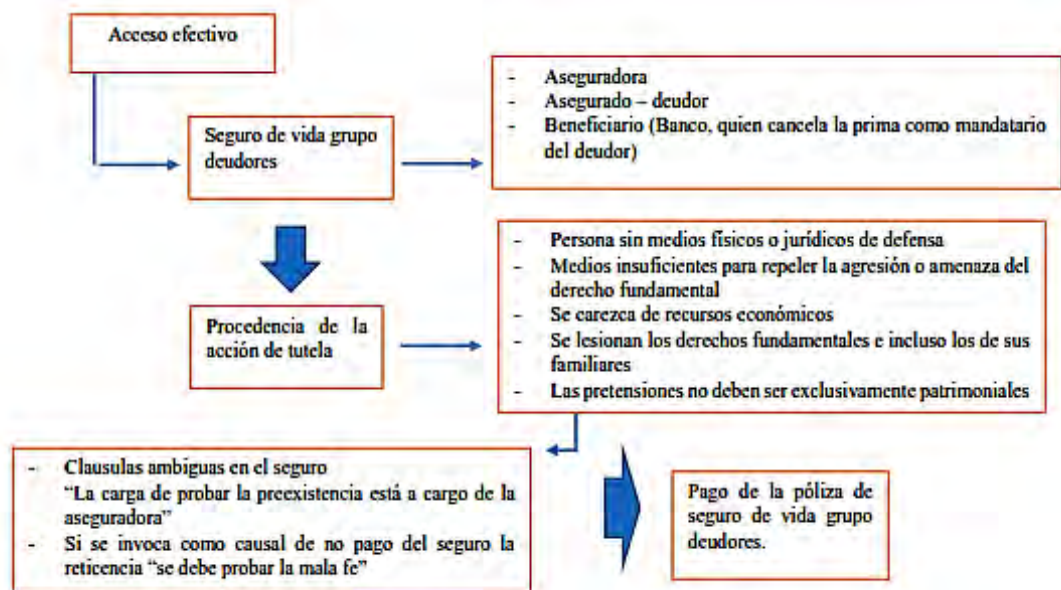 Acceso efectivo
- Aseguradora
- Asegurado – deudor
- Beneficiario (Banco, quien cancela la prima como mandatario
del deudor)
Seguro de vida grupo
deudores
- Persona sin medios físicos o jurídicos de defensa
- Medios insuficientes para repeler la agresión o amenaza del
derecho fundamental
- Se carezca de recursos económicos
- Se lesionan los derechos fundamentales e incluso los de sus
familiares
- Las pretensiones no deben ser exclusivamente patrimoniales
Procedencia de la
acción de tutela
- Clausulas ambiguas en el seguro
“La carga de probar la preexistencia está a cargo de la
aseguradora”
- Si se invoca como causal de no pago del seguro la
reticencia “se debe probar la mala fe”
Pago de la póliza de
seguro de vida grupo
deudores.